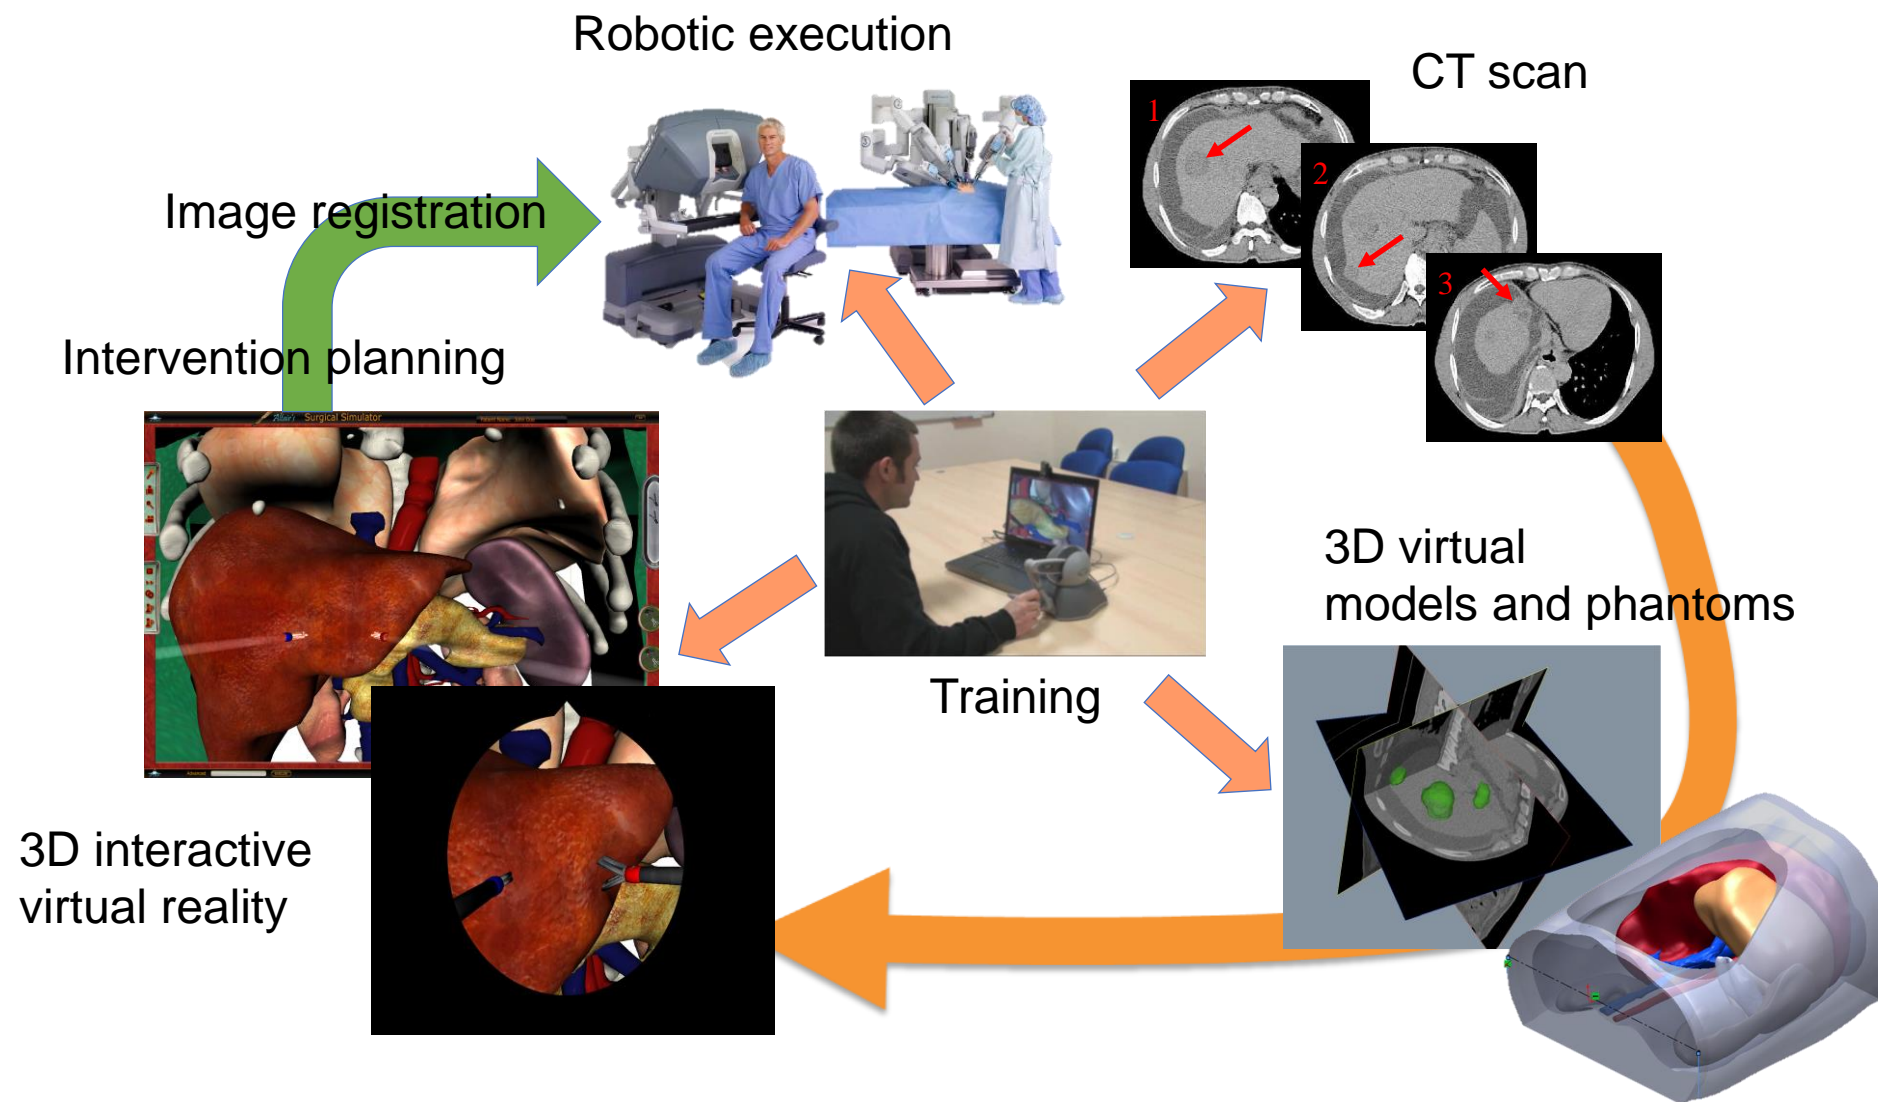 Robotic execution
CT scan
1
2
3
Image registration
Intervention planning
Surgical Simulator
3D virtual
models and phantoms
Training
3D interactive
virtual reality